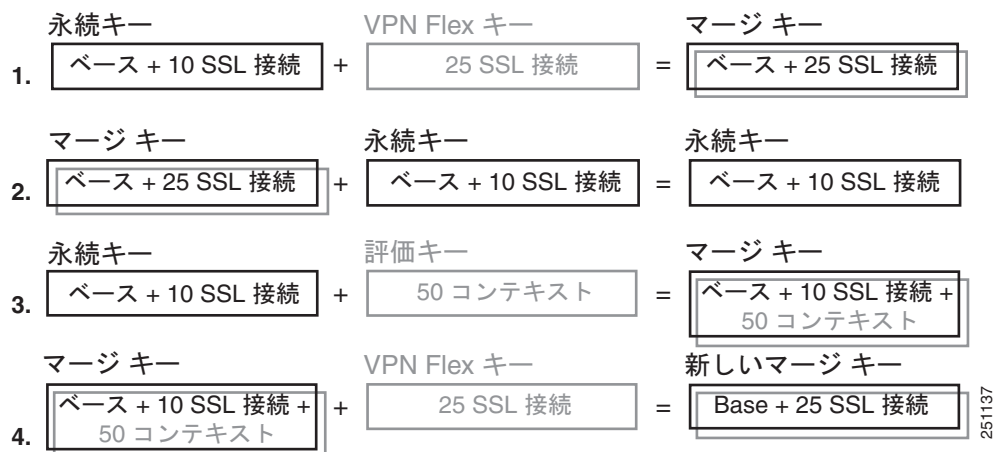 永続キー VPN Flex キー マージ キー
1. ベース + 10 SSL 接続 + 25 SSL 接続 = ベース + 25 SSL 接続
マージ キー 永続キー 永続キー
2. ベース + 25 SSL 接続 + ベース + 10 SSL 接続 = ベース + 10 SSL 接続
永続キー 評価キー マージ キー
3. ベース + 10 SSL 接続 + 50 コンテキスト = ベース + 10 SSL 接続 +
50 コンテキスト
マージ キー VPN Flex キー 新しいマージ キー
4. ベース + 10 SSL 接続 + + 25 SSL 接続 = Base + 25 SSL 接続
50 コンテキスト
251137